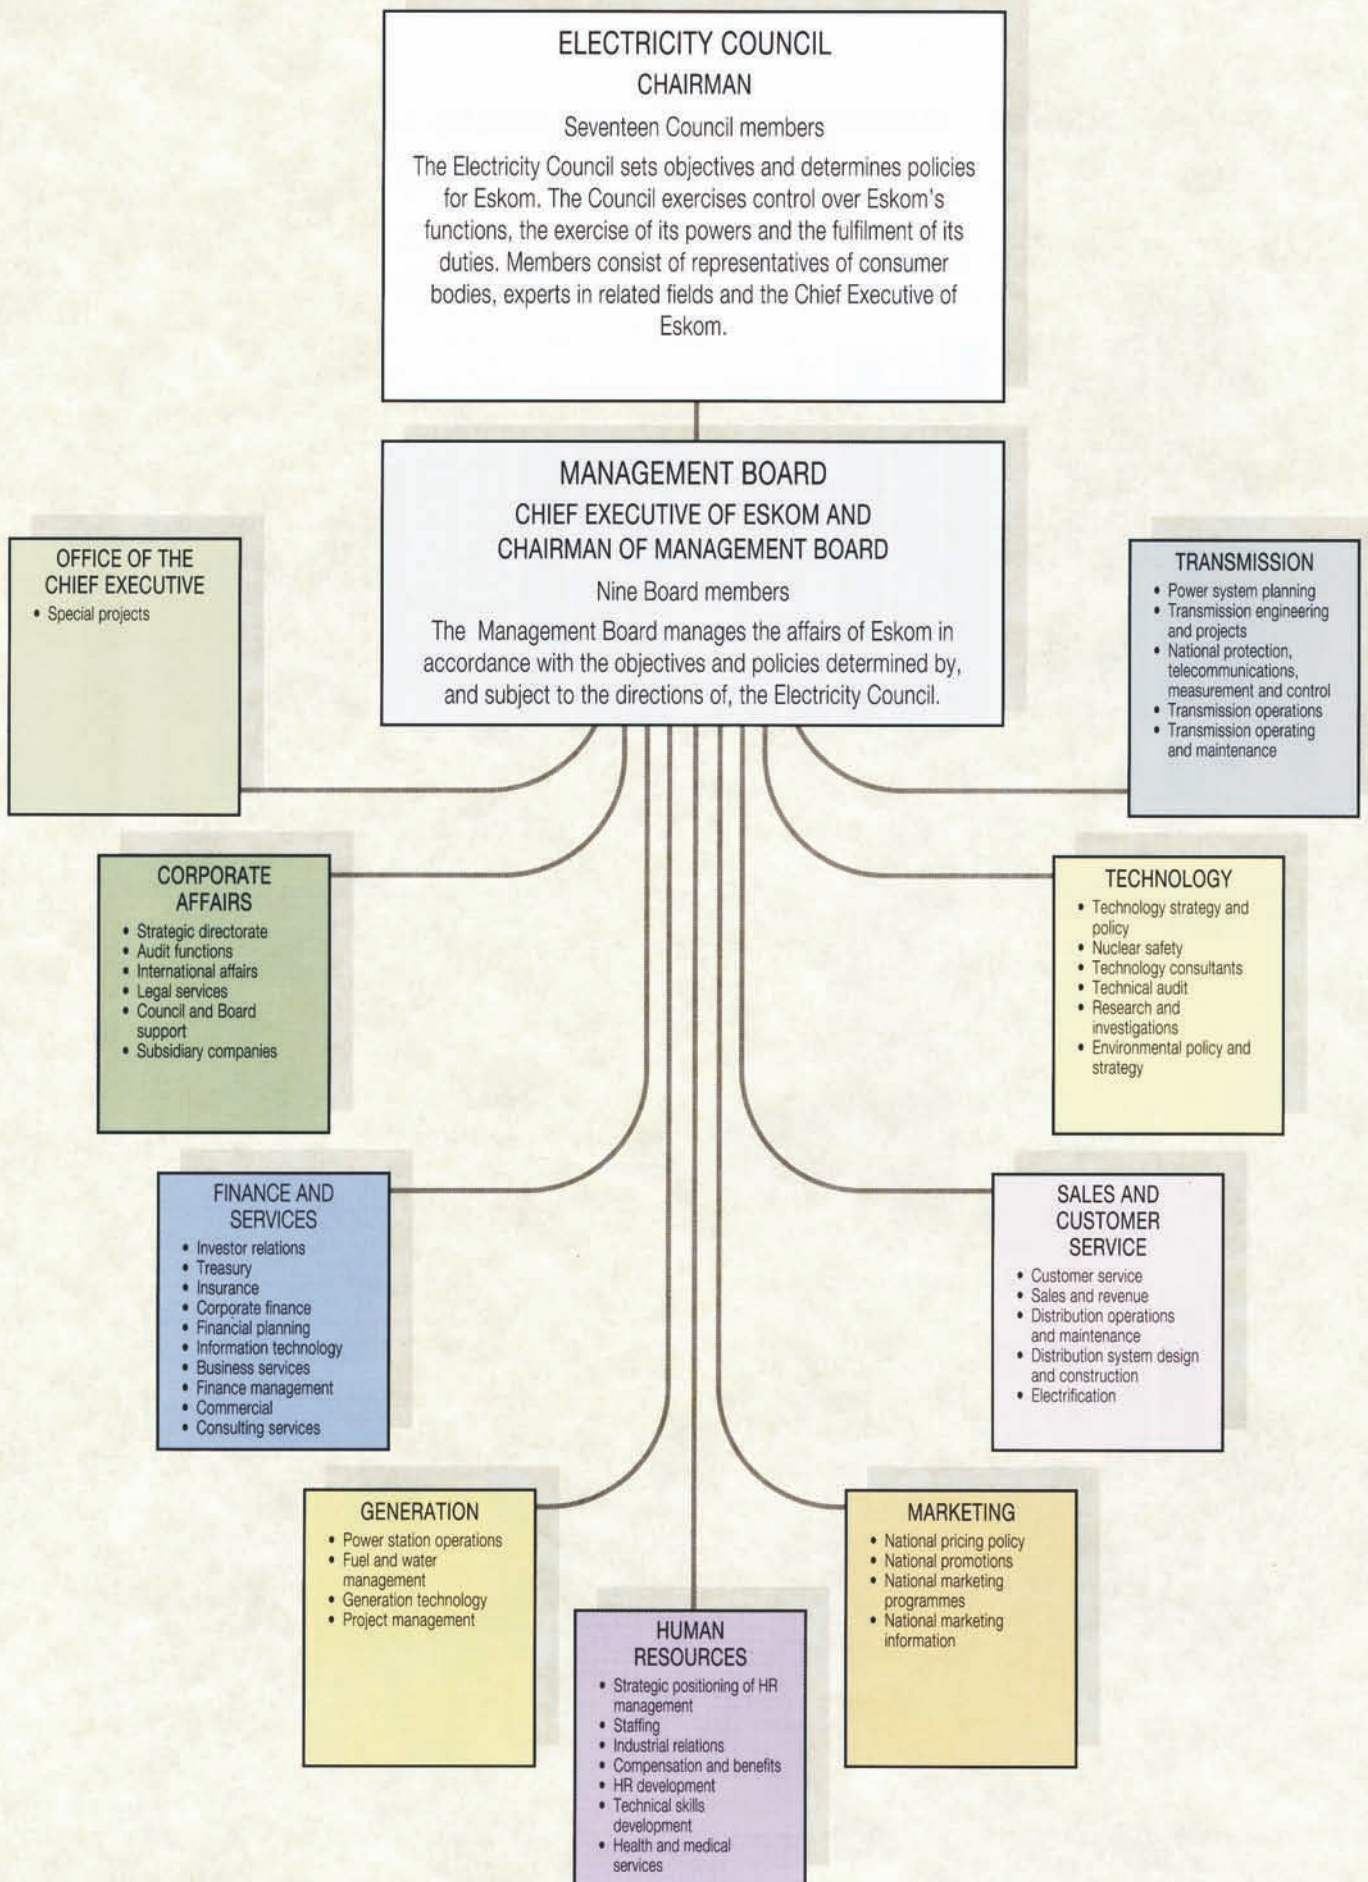 ELECTRICITY COUNCIL
CHAIRMAN
Seventeen Council members
The Electricity Council sets objectives and determines policies
for Eskom. The Council exercises control over Eskom's
functions, the exercise of its powers and the fulfilment of its
duties. Members consist of representatives of consumer
bodies, experts in related fields and the Chief Executive of
Eskom.
MANAGEMENT BOARD
CHIEF EXECUTIVE OF ESKOM AND
CHAIRMAN OF MANAGEMENT BOARD
Nine Board members
The Management Board manages the affairs of Eskom in
accordance with the objectives and policies determined by,
and subject to the directions of, the Electricity Council.
OFFICE OF THE
CHIEF EXECUTIVE
• Special projects
TRANSMISSION
• Power system planning
• Transmission engineering
and projects
• National protection,
telecommunications,
measurement and control
• Transmission operations
• Transmission operating
and maintenance
CORPORATE
AFFAIRS
• Strategic directorate
• Audit functions
• International affairs
• Legal services
• Council and Board
support
• Subsidiary companies
TECHNOLOGY
• Technology strategy and
policy
• Nuclear safety
• Technology consultants
• Technical audit
• Research and
investigations
• Environmental policy and
strategy
FINANCE AND
SERVICES
• Investor relations
• Treasury
• Insurance
• Corporate finance
• Financial planning
• Information technology
• Business services
• Finance management
• Commercial
• Consulting services
SALES AND
CUSTOMER
SERVICE
• Customer service
• Sales and revenue
• Distribution operations
and maintenance
• Distribution system design
and construction
• Electrification
GENERATION
• Power station operations
• Fuel and water
management
• Generation technology
• Project management
MARKETING
• National pricing policy
• National promotions
• National marketing
programmes
• National marketing
information
HUMAN
RESOURCES
• Strategic positioning of HR
management
• Staffing
• Industrial relations
• Compensation and benefits
• HR development
• Technical skills
development
• Health and medical
services